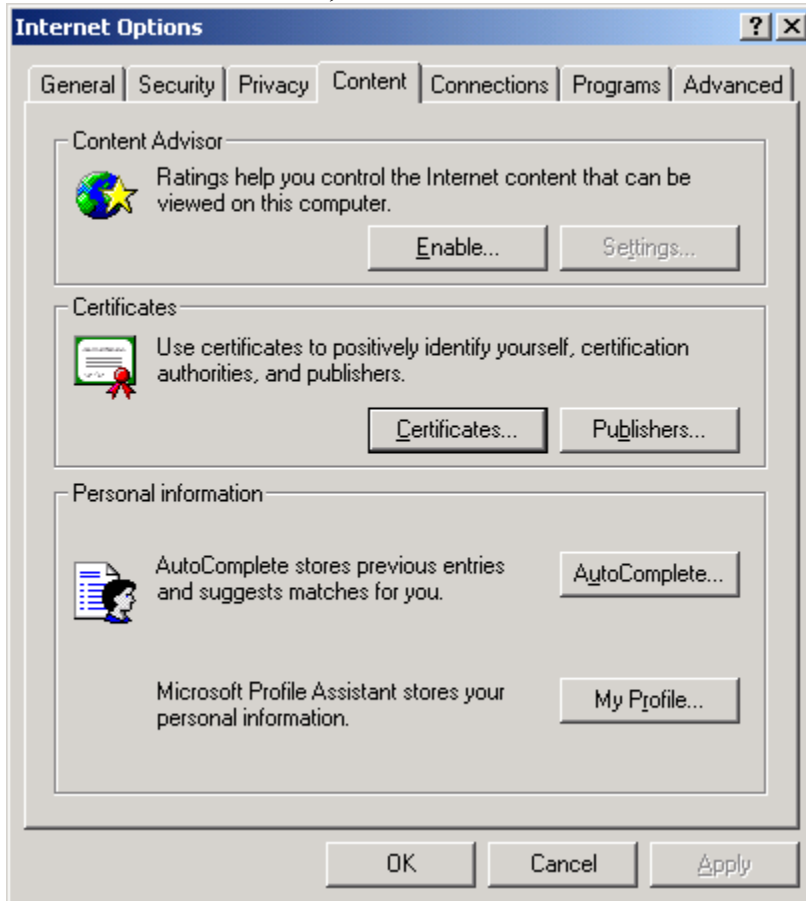 Internet Options
General Security Privacy Content Connections Programs Advanced
Content Advisor
Ratings help you control the Internet content that can be
viewed on this computer.
Enable... Settings...
Certificates
Use certificates to positively identify yourself, certification
authorities, and publishers.
Certificates... Publishers...
Personal information
AutoComplete stores previous entries
and suggests matches for you.
AutoComplete...
Microsoft Profile Assistant stores your
personal information.
My Profile...
OK Cancel Apply